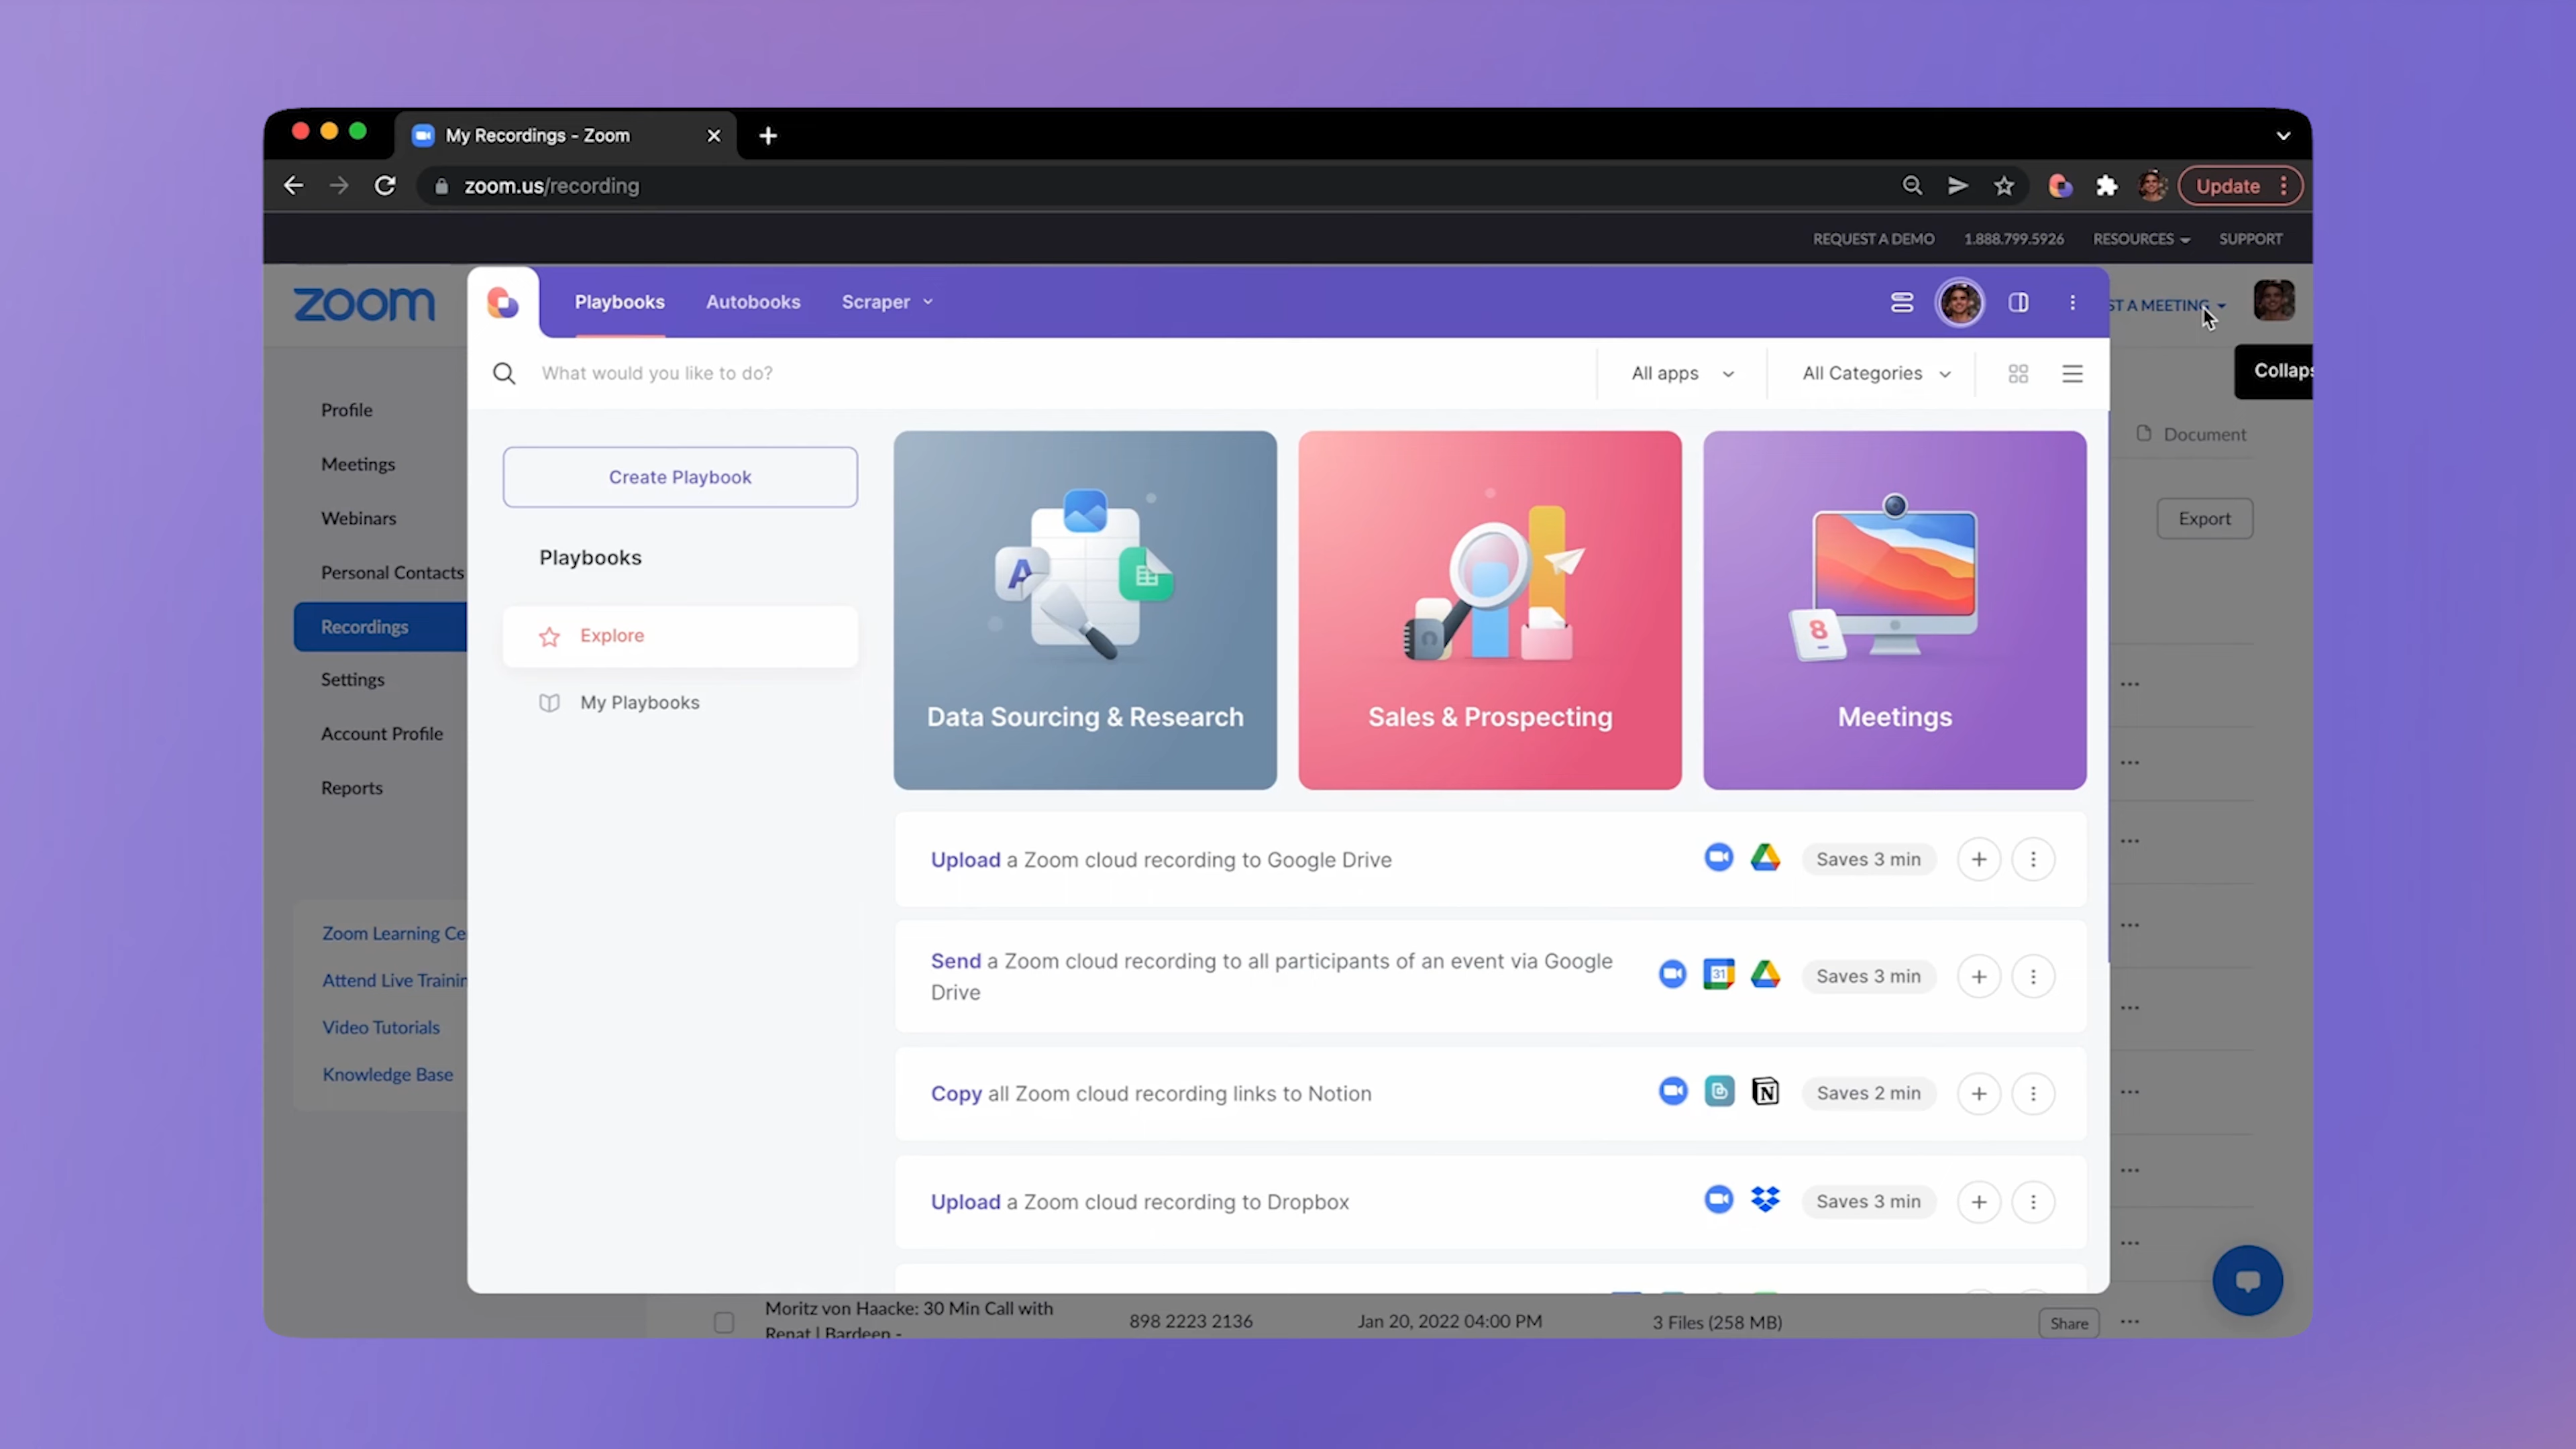 My Recordings - Zoom
zoom.us/recording
Update
REQUEST A DEMO 1.888.799.5926 RESOURCES SUPPORT
zoom
Playbooks Autobooks Scraper
ST A MEETING
What would you like to do?
All apps
All Categories
Collaps
Document
Export
Profile
Meetings
Webinars
Personal Contacts
Recordings
Settings
Account Profile
Reports
Zoom Learning Ce
Attend Live Trainin
Video Tutorials
Knowledge Base
Create Playbook
Playbooks
Explore
My Playbooks
A
Data Sourcing & Research
Sales & Prospecting
8
Meetings
Upload a Zoom cloud recording to Google Drive
Saves 3 min
Send a Zoom cloud recording to all participants of an event via Google
Drive
31
Saves 3 min
Copy all Zoom cloud recording links to Notion
N
Saves 2 min
Upload a Zoom cloud recording to Dropbox
Saves 3 min
Moritz von Haacke: 30 Min Call with
Renat | Bardeen -
898 2223 2136
Jan 20, 2022 04:00 PM
3 Files (258 MB)
Share